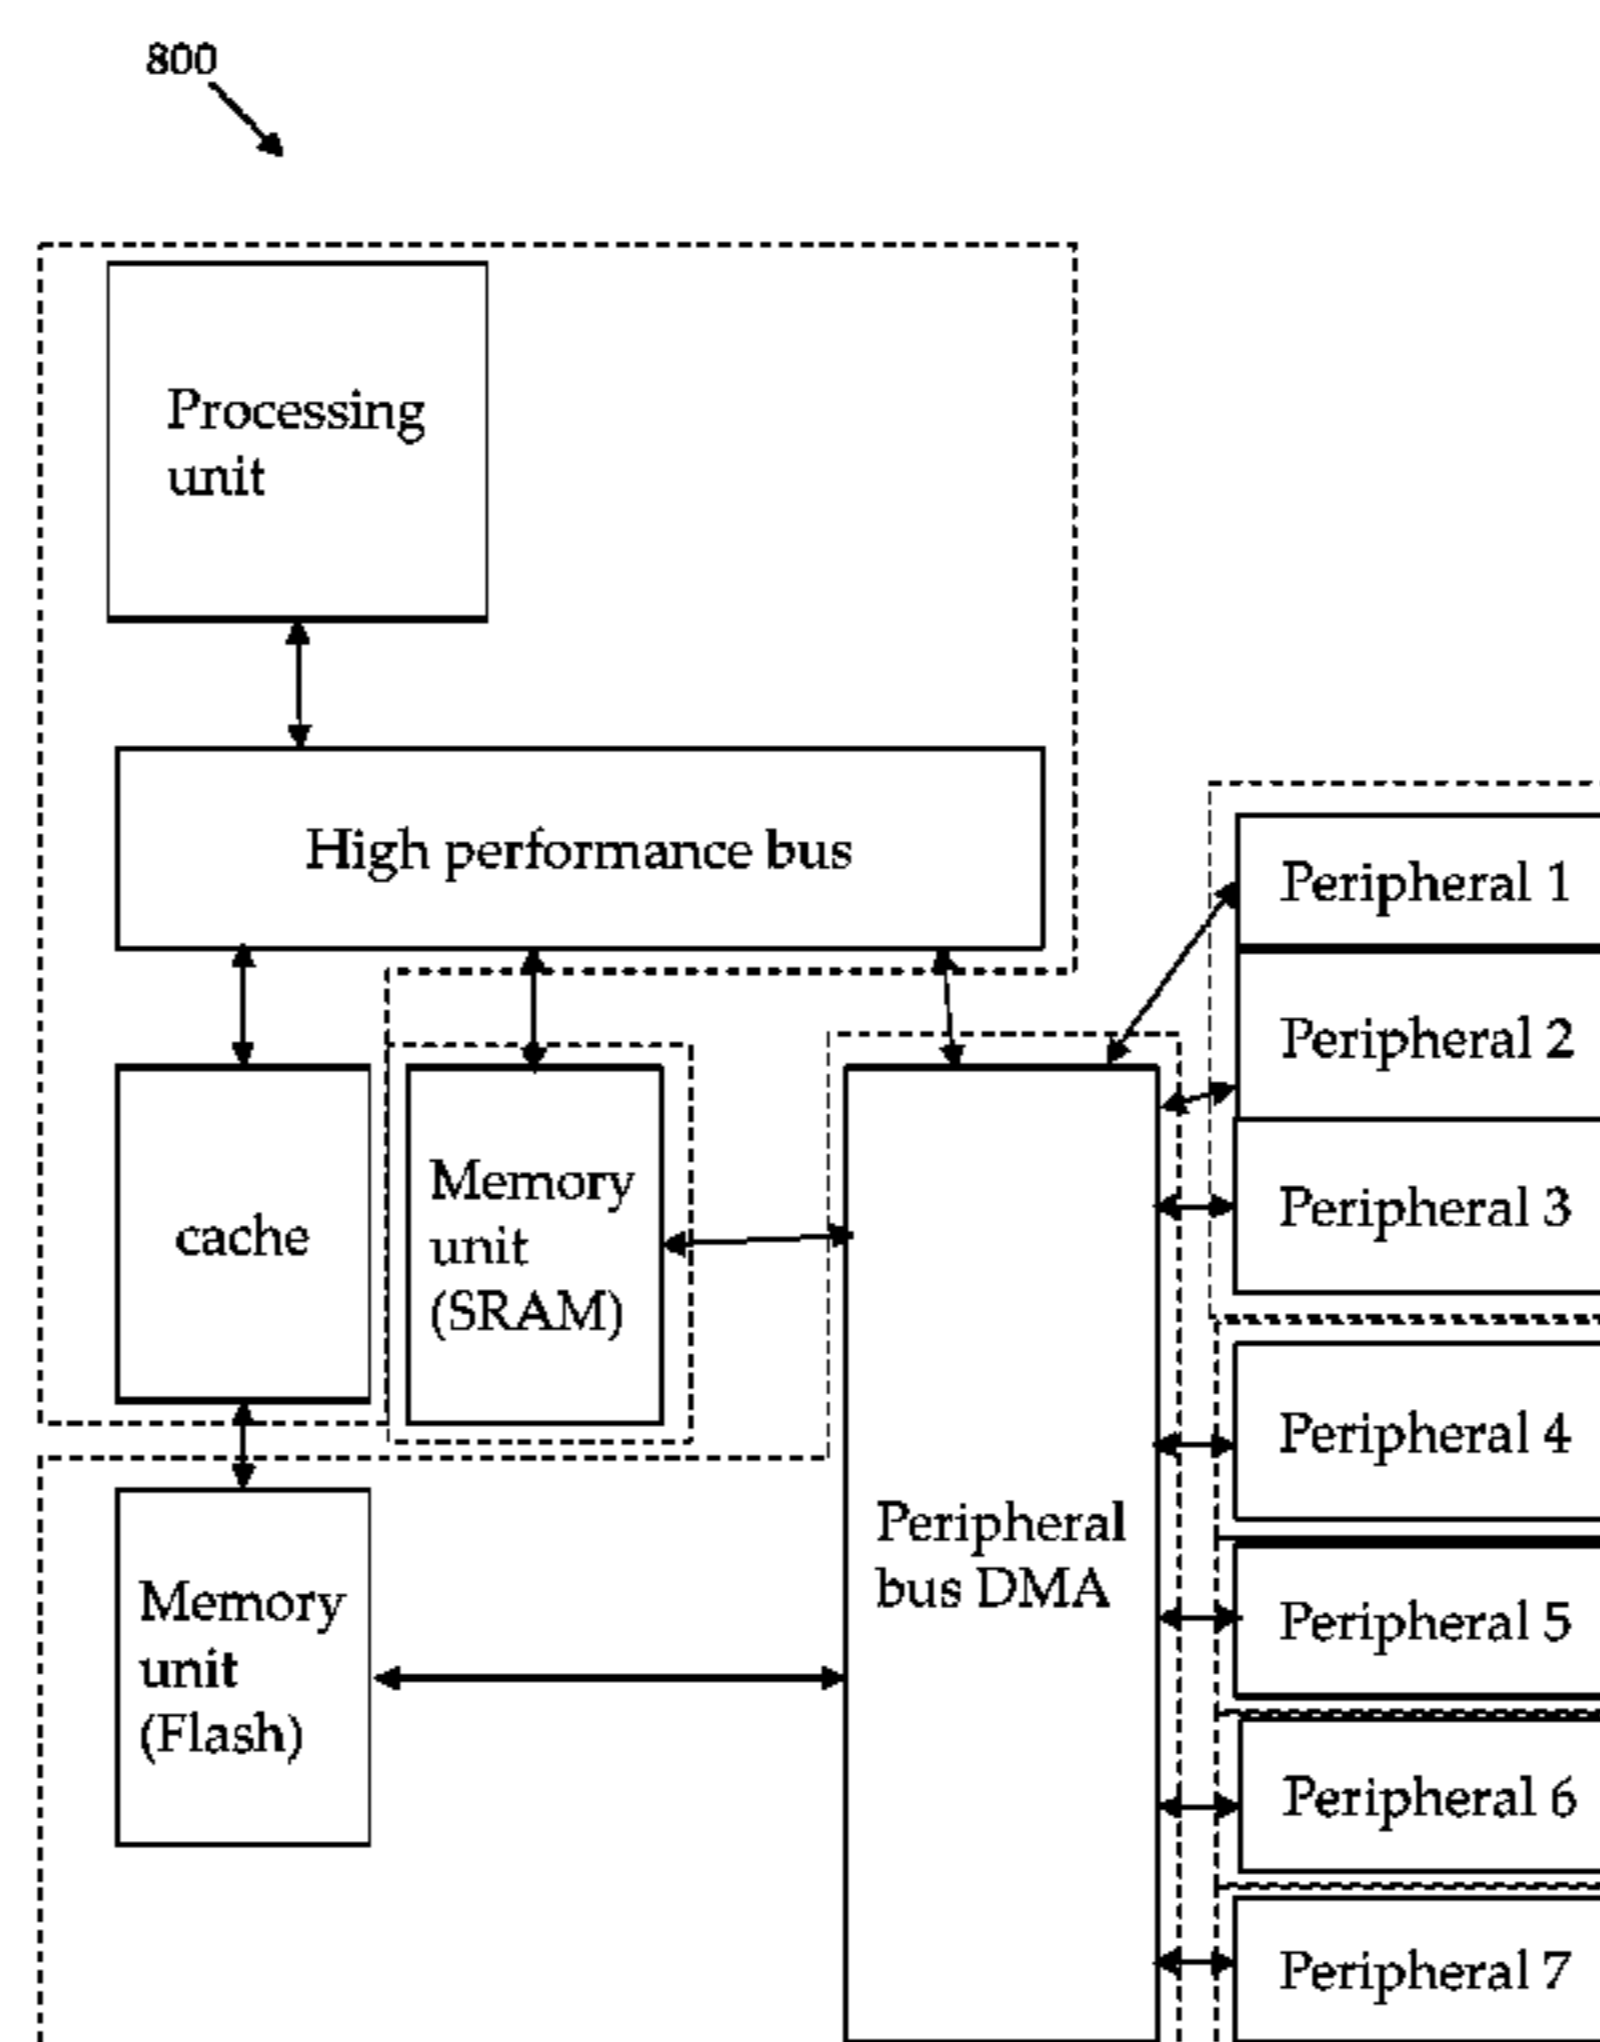 800
Processing
unit
High performance bus
Peripheral 1
Peripheral 2
Peripheral 3
cache
Memory
unit
(SRAM)
Peripheral 4
Peripheral
bus DMA
Peripheral 5
Memory
unit
(Flash)
Peripheral 6
Peripheral 7